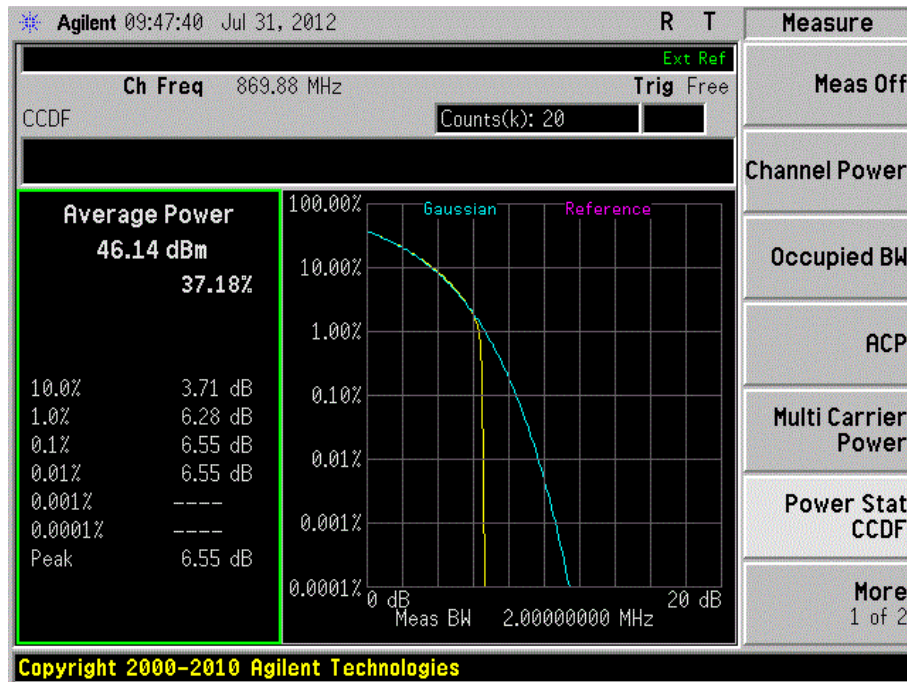 Agilent 09:47:40 Jul 31, 2012 R T
Measure
Ext Ref
Ch Freq 869.88 MHz Trig Free
CCDF Counts(k): 20
Meas Off
Channel Power
Occupied BW
ACP
Multi Carrier
Power
Power Stat
CCDF
More
1 of 2
Average Power
46.14 dBm
37.18%
10.0% 3.71 dB
1.0% 6.28 dB
0.1% 6.55 dB
0.01% 6.55 dB
0.001% ----
0.0001% ----
Peak 6.55 dB
Gaussian Reference
100.00%
10.00%
1.00%
0.10%
0.01%
0.001%
0.0001%
0 dB 20 dB
Meas BW 2.00000000 MHz
Copyright 2000-2010 Agilent Technologies